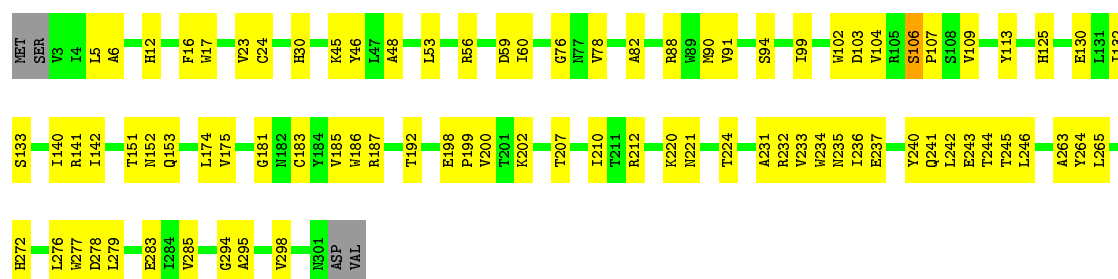 MET SER V3 I4 L5 A6 H12 F16 W17 V23 C24 H30 K45 Y46 L47 A48 L53 R56 D59 I60 G76 N77 V78 A82 R88 W89 M90 V91 S94 I99 W102 D103 V104 R105 S106 P107 S108 V109 Y113 H125 E130 L131 I132
S133 I140 R141 I142 T151 N152 Q153 L174 V175 G181 N182 C183 Y184 V185 W186 R187 T192 E198 P199 V200 T201 K202 T207 I210 T211 R212 K220 N221 T224 A231 R232 V233 W234 N235 I236 E237 Y240 Q241 L242 E243 T244 T245 L246 A263 Y264 L265
H272 L276 W277 D278 L279 E283 I284 V285 G294 A295 V298 N301 ASP VAL